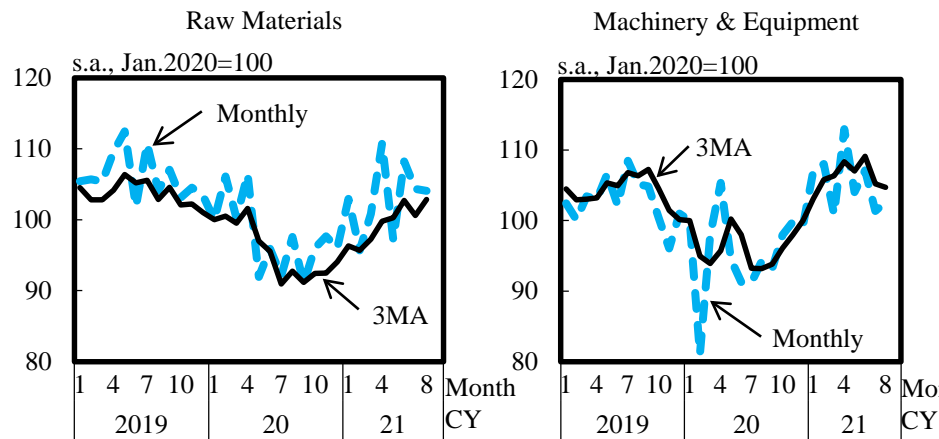 Raw Materials
s.a., Jan.2020=100
120
110
100
90
80
Monthly
3MA
1 4 7 10 1 4 7 10 1 4 8 Month
2019 20 21 CY
Machinery & Equipment
s.a., Jan.2020=100
120
110
100
90
80
3MA
Monthly
1 4 7 10 1 4 7 10 1 4 8 Mo
2019 20 21 CY